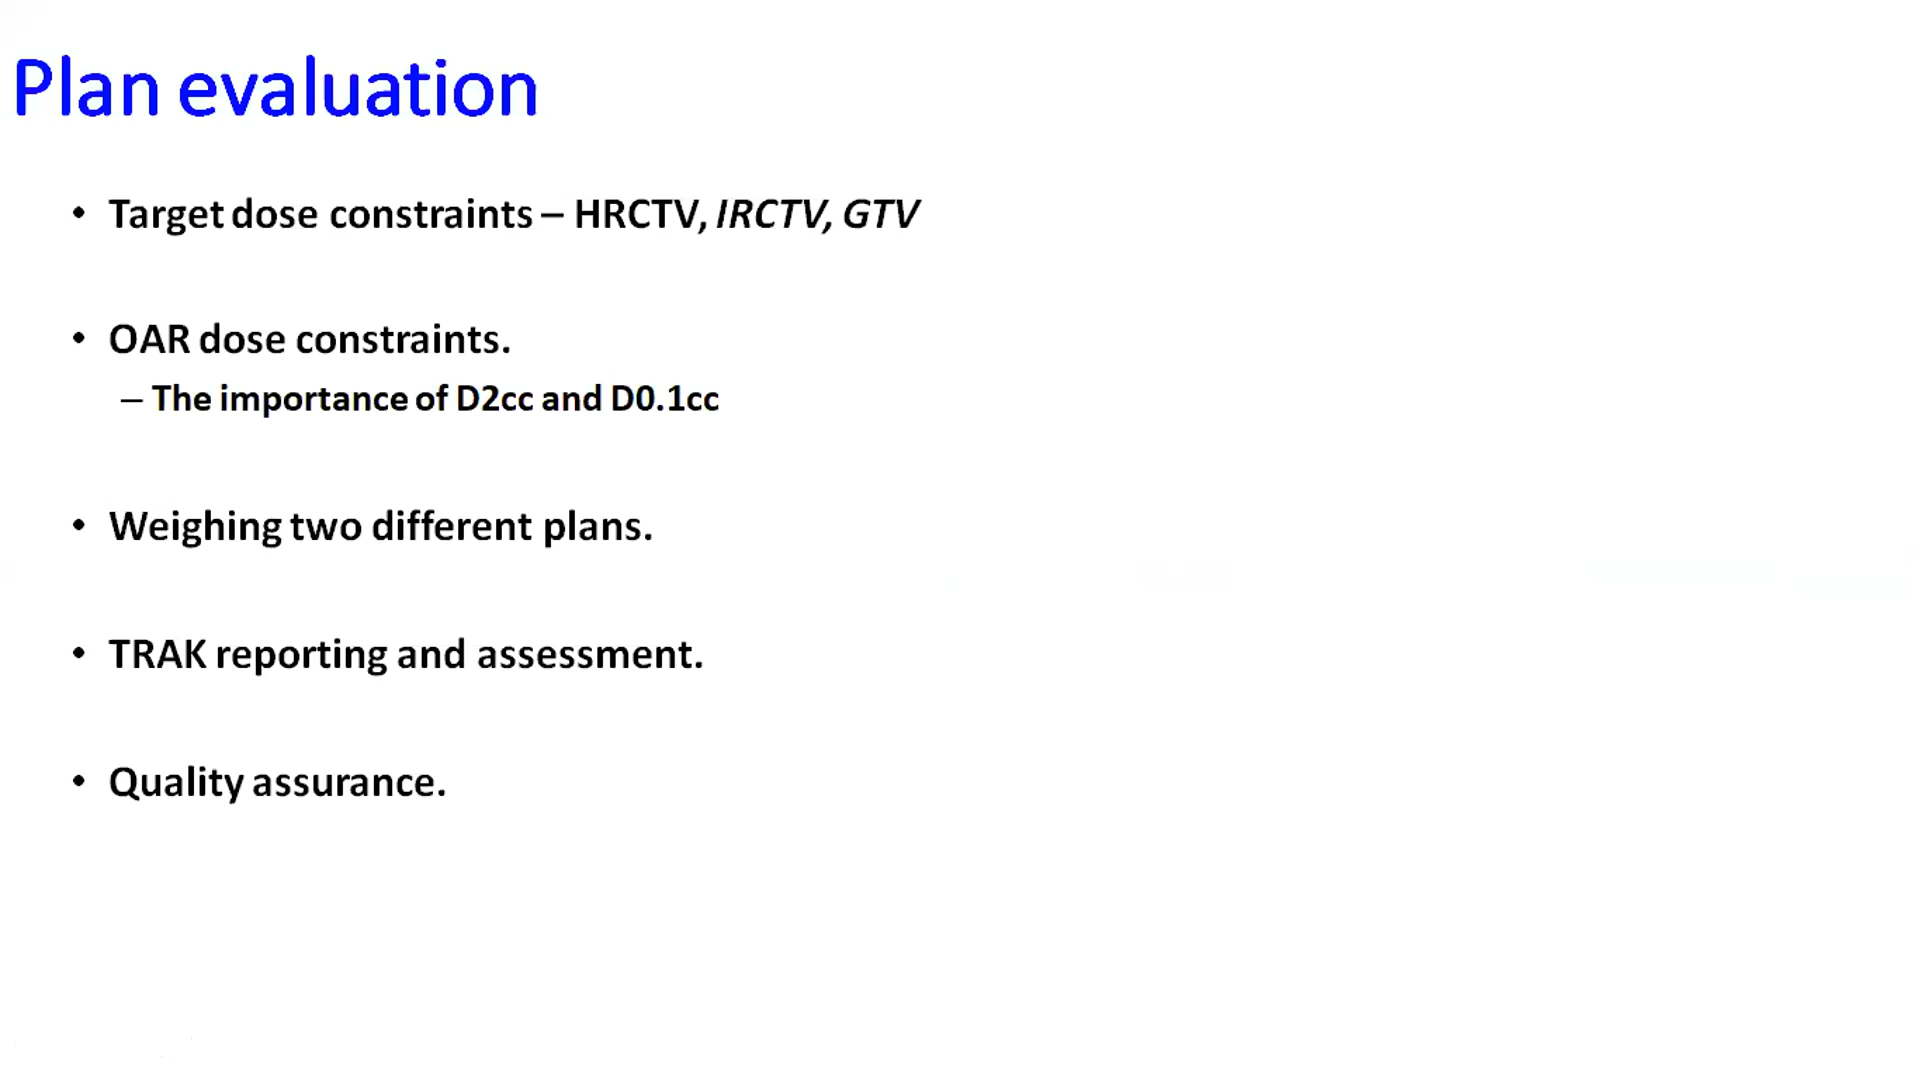 Plan evaluation
• Target dose constraints – HRCTV, IRCTV, GTV
• OAR dose constraints.
– The importance of D2cc and D0.1cc
• Weighing two different plans.
• TRAK reporting and assessment.
• Quality assurance.